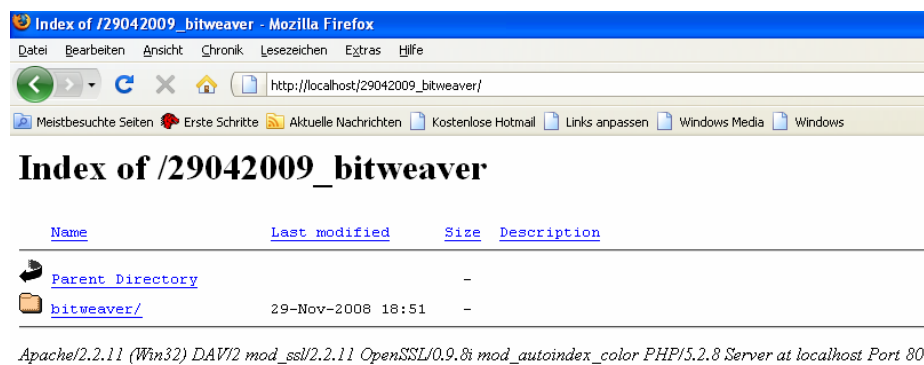 Index of /29042009_bitweaver - Mozilla Firefox
Datei Bearbeiten Ansicht Chronik Lesezeichen Extras Hilfe
http://localhost/29042009_bitweaver/
Meistbesuchte Seiten Erste Schritte Aktuelle Nachrichten Kostenlose Hotmail Links anpassen Windows Media Windows
Index of /29042009_bitweaver
Name Last modified Size Description
Parent Directory -
bitweaver/ 29-Nov-2008 18:51 -
Apache/2.2.11 (Win32) DAV/2 mod_ssl/2.2.11 OpenSSL/0.9.8i mod_autoindex_color PHP/5.2.8 Server at localhost Port 80